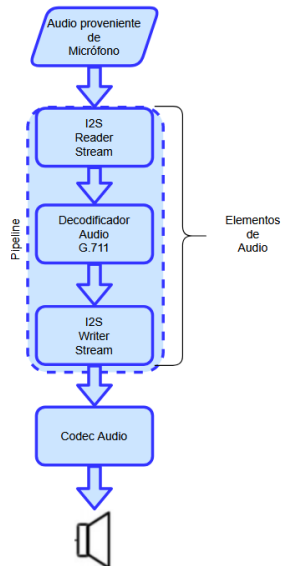 Audio proveniente
de
Micrófono
I2S
Reader
Stream
Decodificador
Audio
G.711
I2S
Writer
Stream
Pipeline
Elementos
de
Audio
Codec Audio